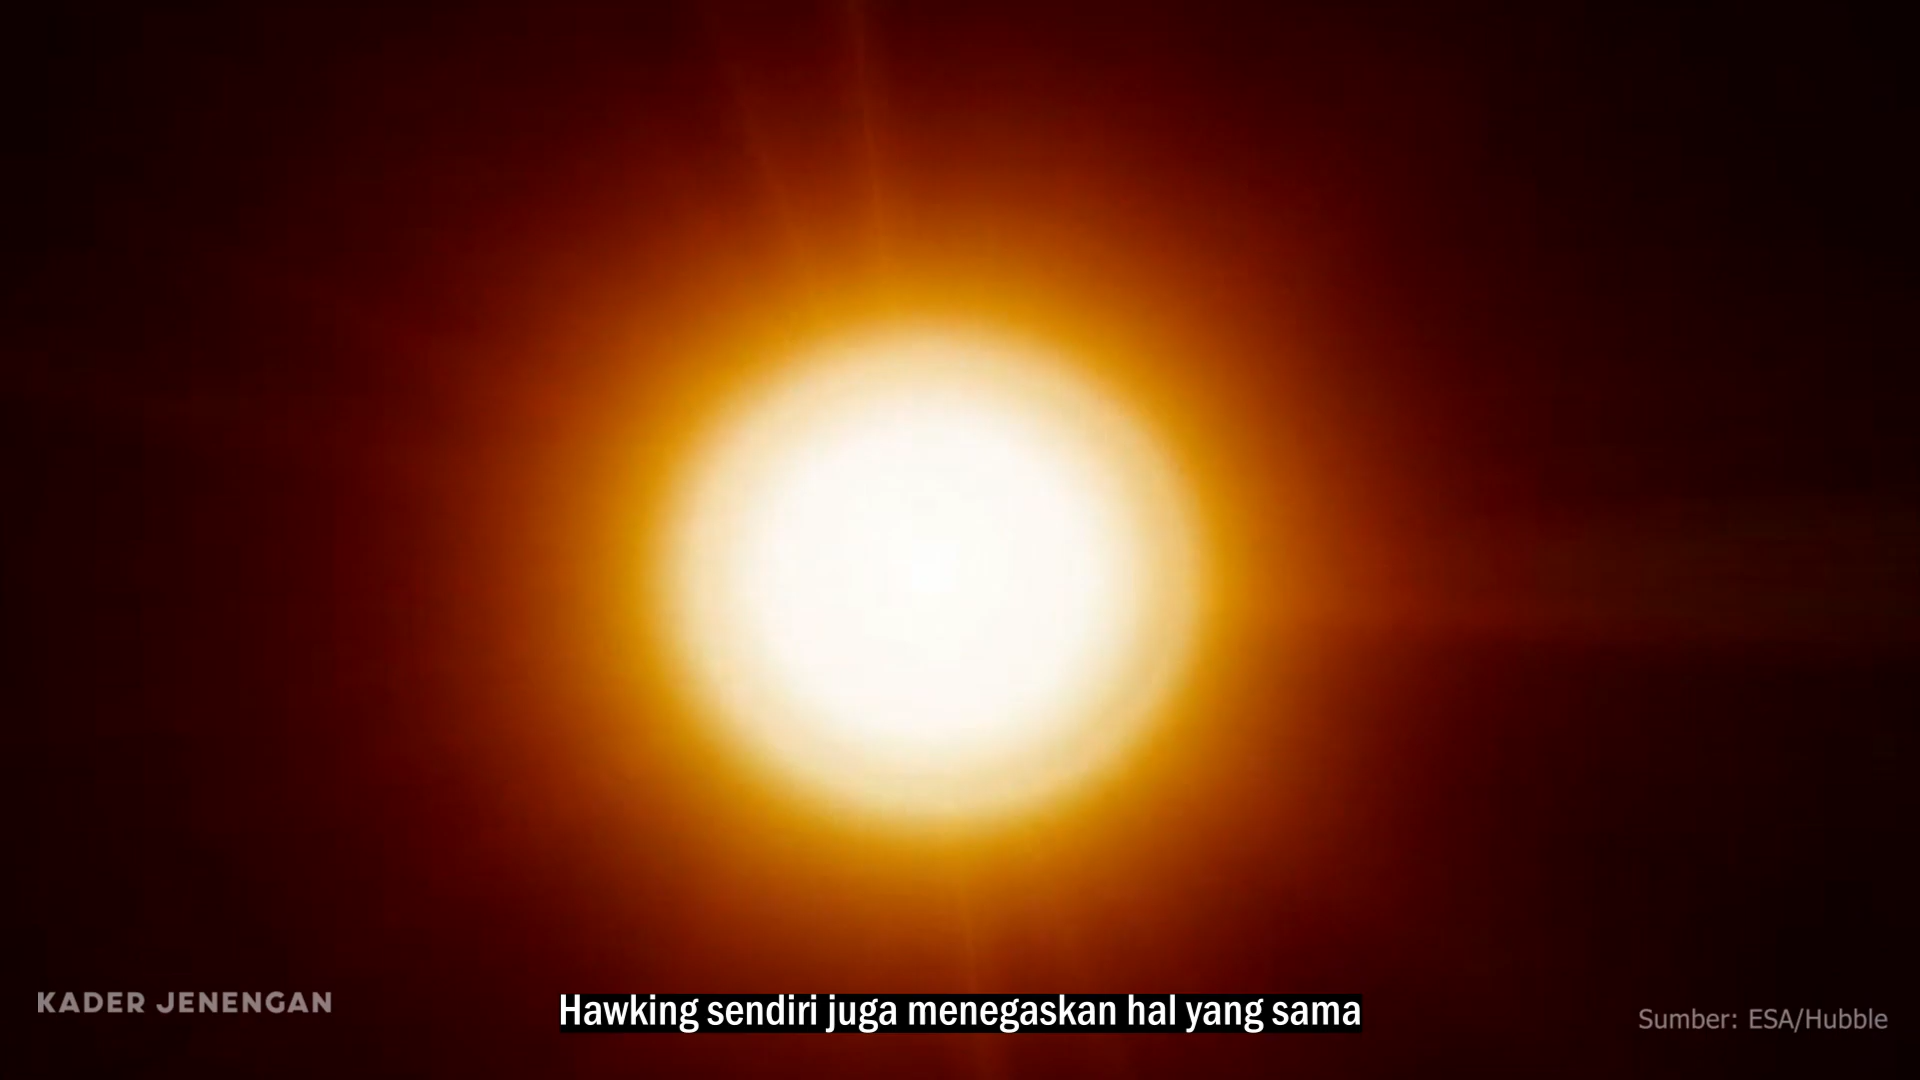 KADER JENENGAN
Hawking sendiri juga menegaskan hal yang sama
Sumber: ESA/Hubble